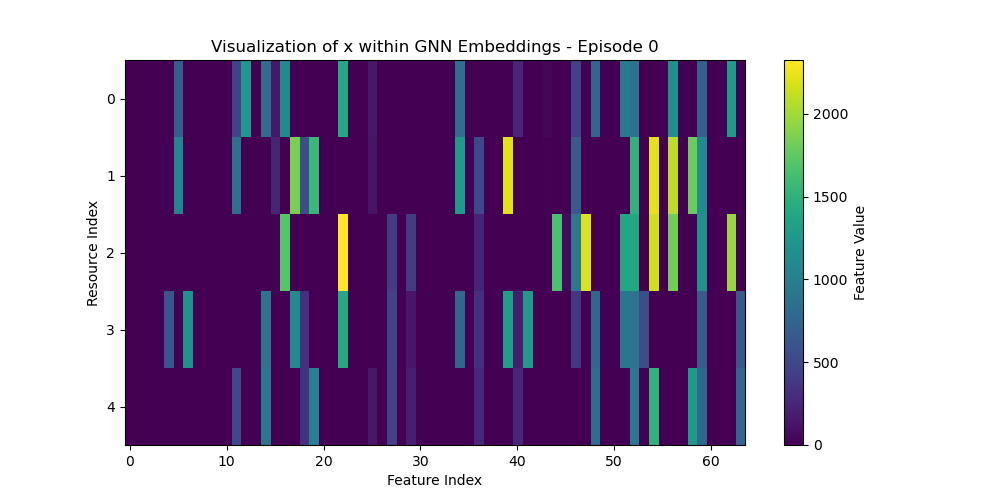 Visualization of x within GNN Embeddings - Episode 0
0
1
2
3
4
Resource Index
0 10 20 30 40 50 60
Feature Index
2000
1500
1000
500
0
Feature Value